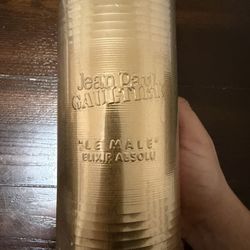 Jean Paul
GAULTIER
"LE MALE"
ELIXIR ABSOLU